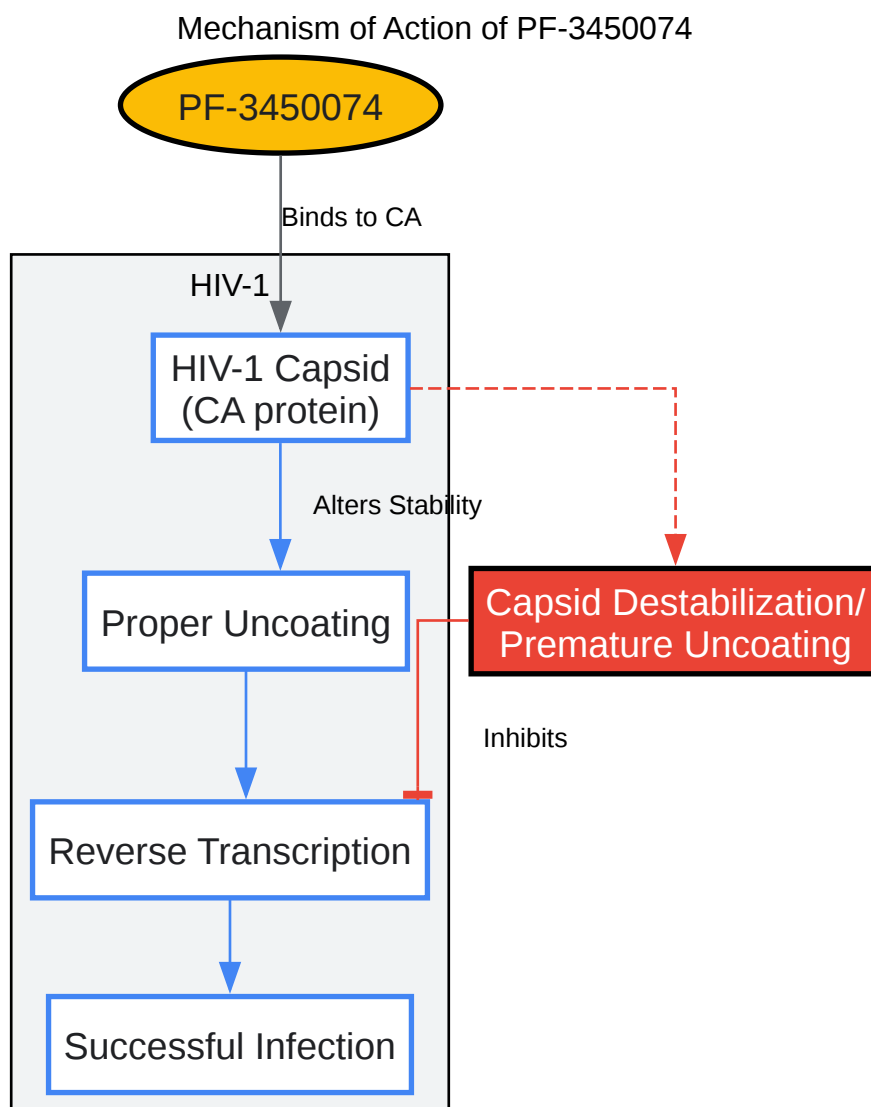 Mechanism of Action of PF-3450074
PF-3450074
Binds to CA
HIV-1
HIV-1 Capsid
(CA protein)
Alters Stability
Proper Uncoating
Capsid Destabilization/
Premature Uncoating
Inhibits
Reverse Transcription
Successful Infection